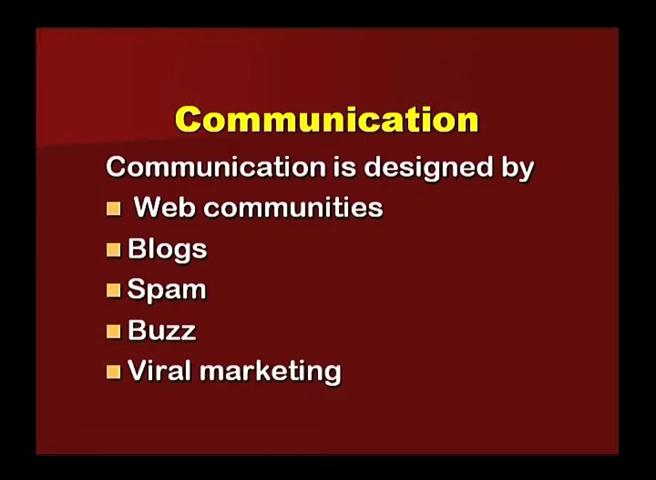 Communication
Communication is designed by
Web communities
Blogs
Spam
Buzz
Viral marketing